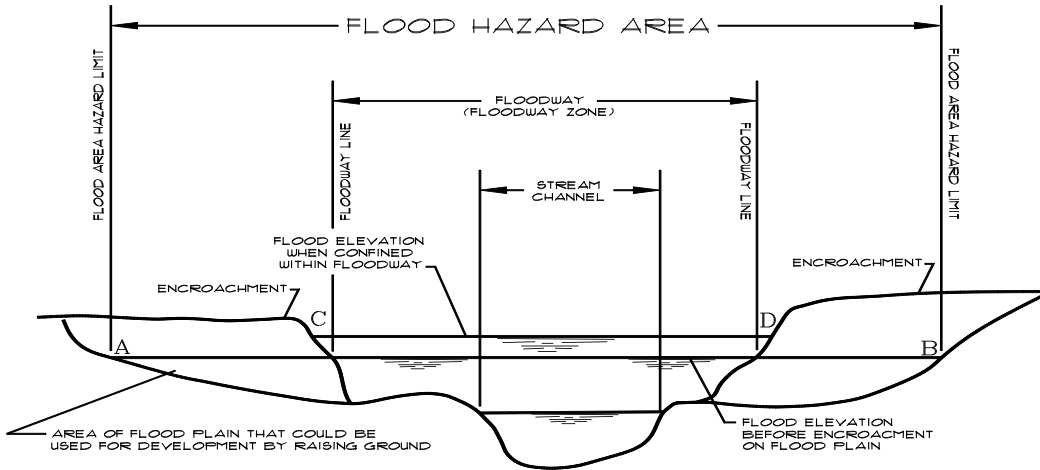 FLOOD HAZARD AREA
FLOOD AREA HAZARD LIMIT
FLOOD AREA HAZARD LIMIT
FLOODWAY
(FLOODWAY ZONE)
FLOODWAY LINE
FLOODWAY LINE
STREAM
CHANNEL
FLOOD ELEVATION
WHEN CONFINED
WITHIN FLOODWAY
ENCROACHMENT
ENCROACHMENT
C
D
A
B
AREA OF FLOOD PLAIN THAT COULD BE
USED FOR DEVELOPMENT BY RAISING GROUND
FLOOD ELEVATION
BEFORE ENCROACMENT
ON FLOOD PLAIN